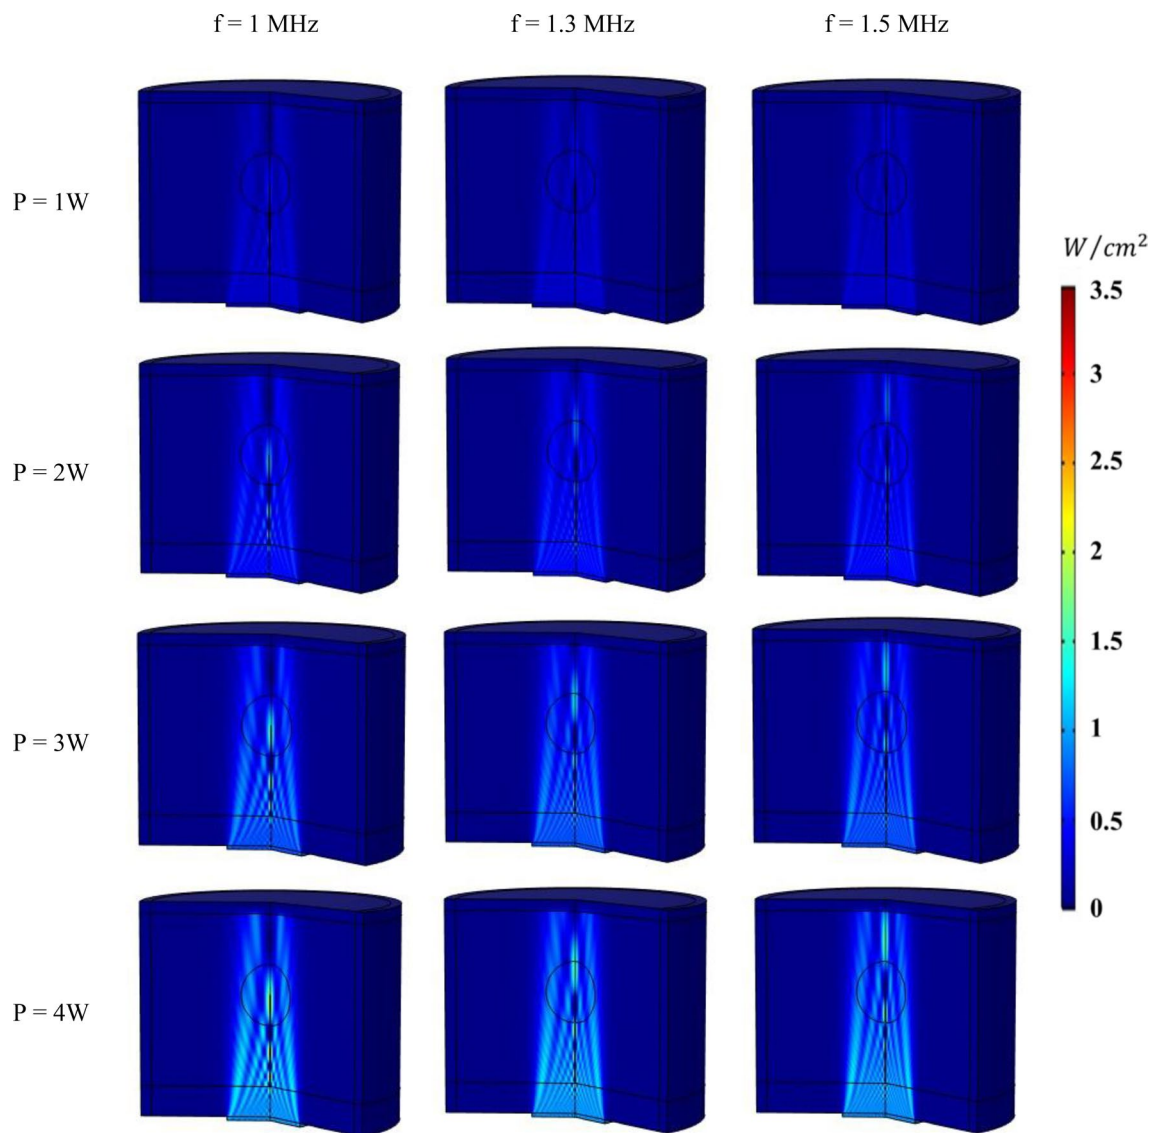 f = 1 MHz f = 1.3 MHz f = 1.5 MHz
P = 1W
W/cm²
3.5
3
P = 2W
2.5
2
1.5
P = 3W
1
0.5
0
P = 4W